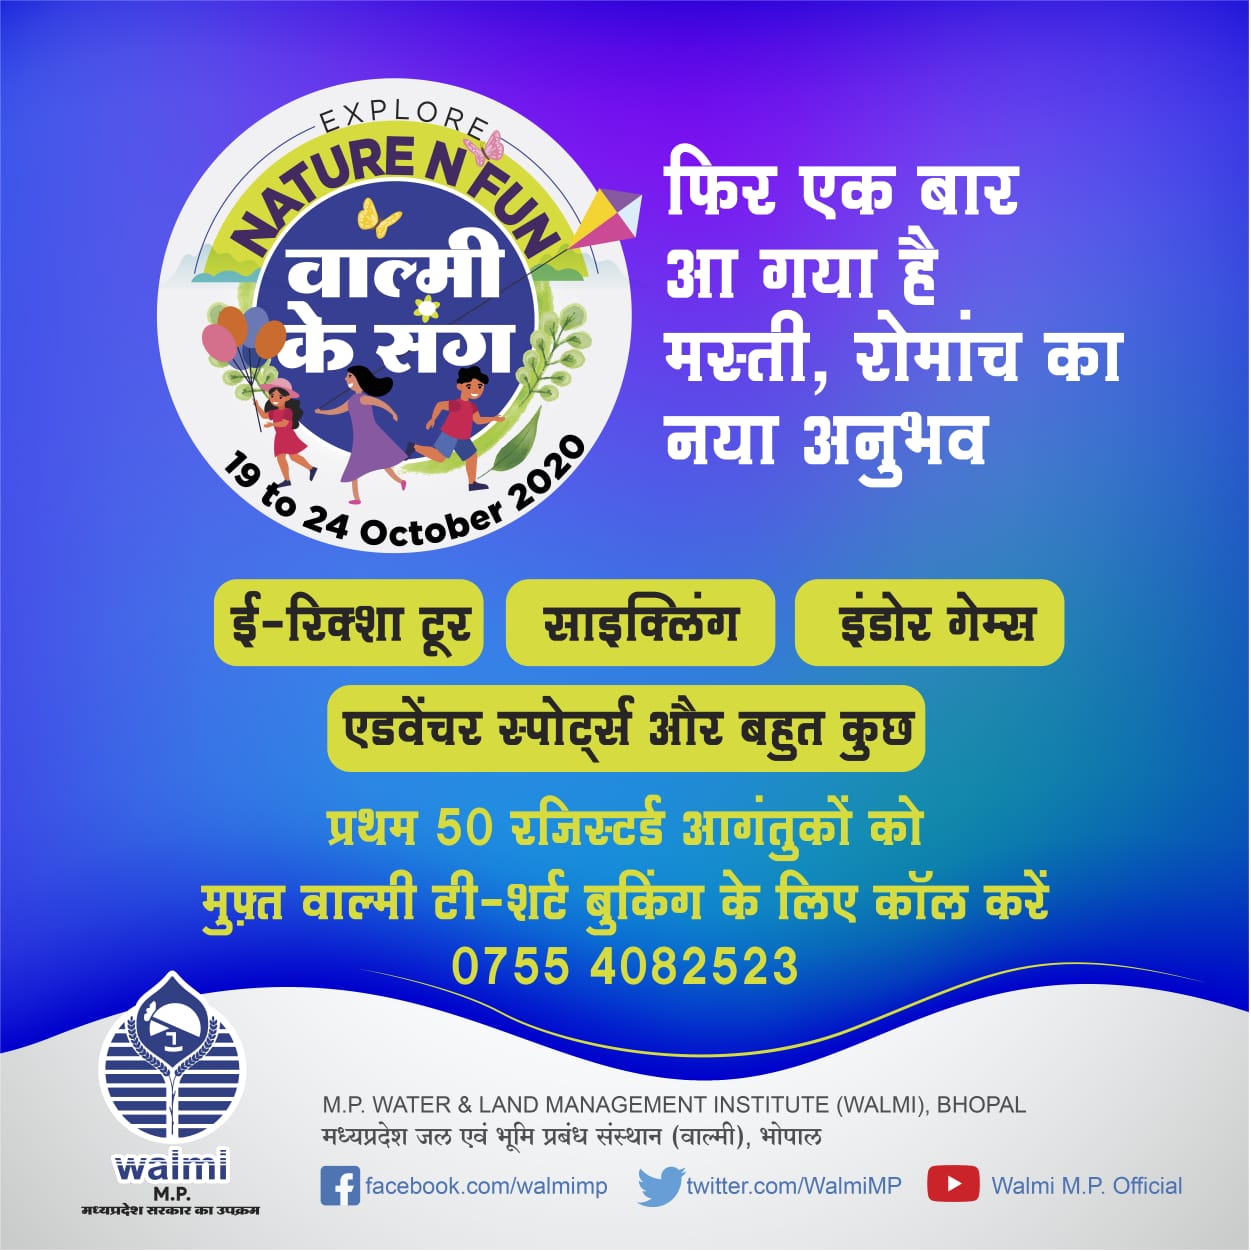 EXPLORE
NATURE N FUN
वाल्मी
के संग
19 to 24 October 2020
फिर एक बार
आ गया है
मस्ती, रोमांच का
नया अनुभव
ई-रिक्शा टूर
साइक्लिंग
इंडोर गेम्स
एडवेंचर स्पोर्ट्स और बहुत कुछ
प्रथम 50 रजिस्टर्ड आगंतुकों को
मुफ़्त वाल्मी टी-शर्ट बुकिंग के लिए कॉल करें
0755 4082523
walmi
M.P.
मध्यप्रदेश सरकार का उपक्रम
M.P. WATER & LAND MANAGEMENT INSTITUTE (WALMI), BHOPAL
मध्यप्रदेश जल एवं भूमि प्रबंध संस्थान (वाल्मी), भोपाल
facebook.com/walmimp
twitter.com/WalmiMP
Walmi M.P. Official